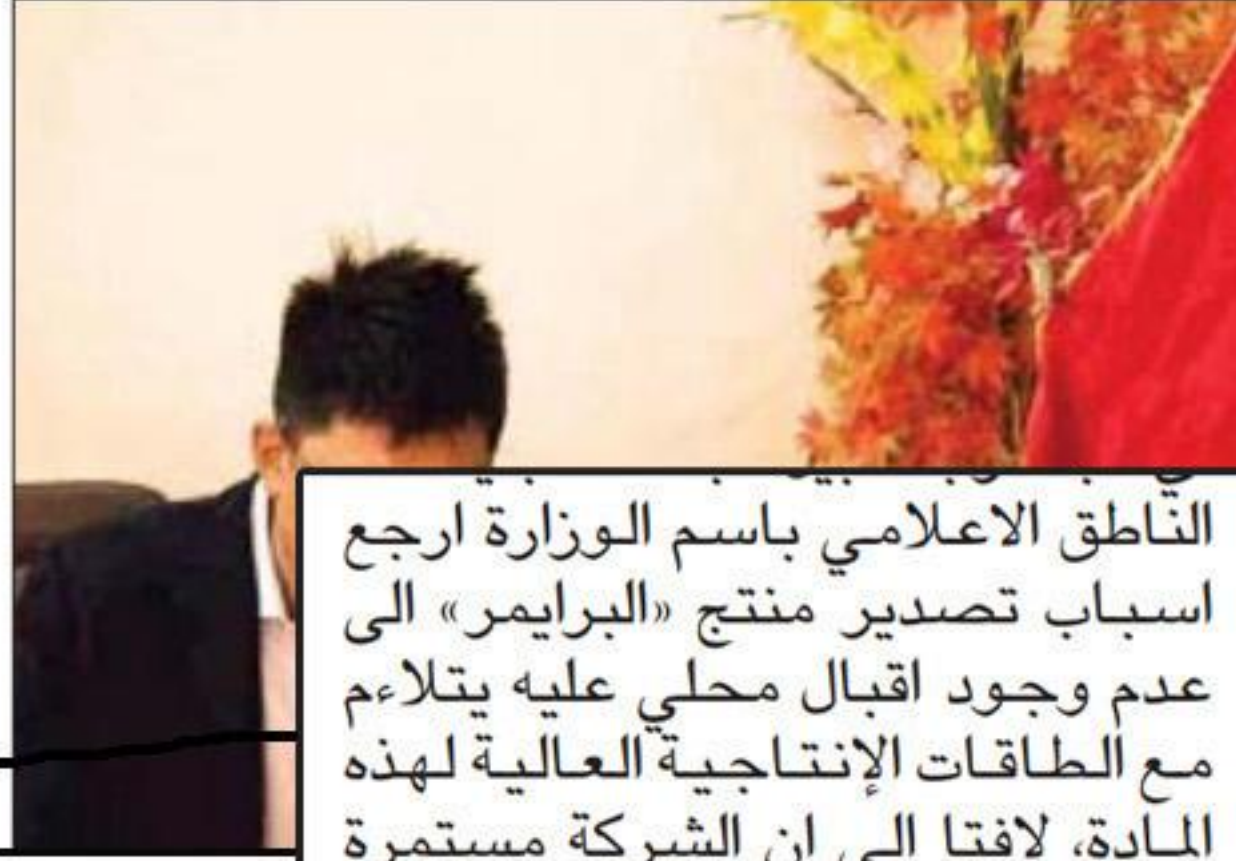 الناطق الاعلامي باسم الوزارة ارجع
اسباب تصدير منتج «البرايمر» الى
عدم وجود اقبال محلي عليه يتلاءم
مع الطاقات الإنتاجية العالية لهذه
المادة، لافتا الى ان الشركة مستمرة